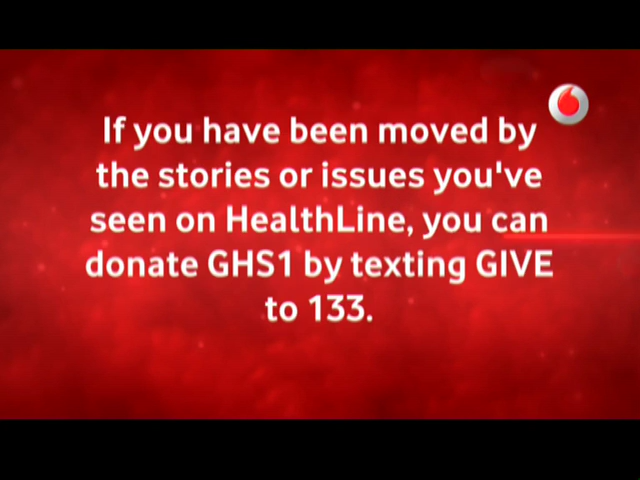 If you have been moved by
the stories or issues you've
seen on HealthLine, you can
donate GHS1 by texting GIVE
to 133.